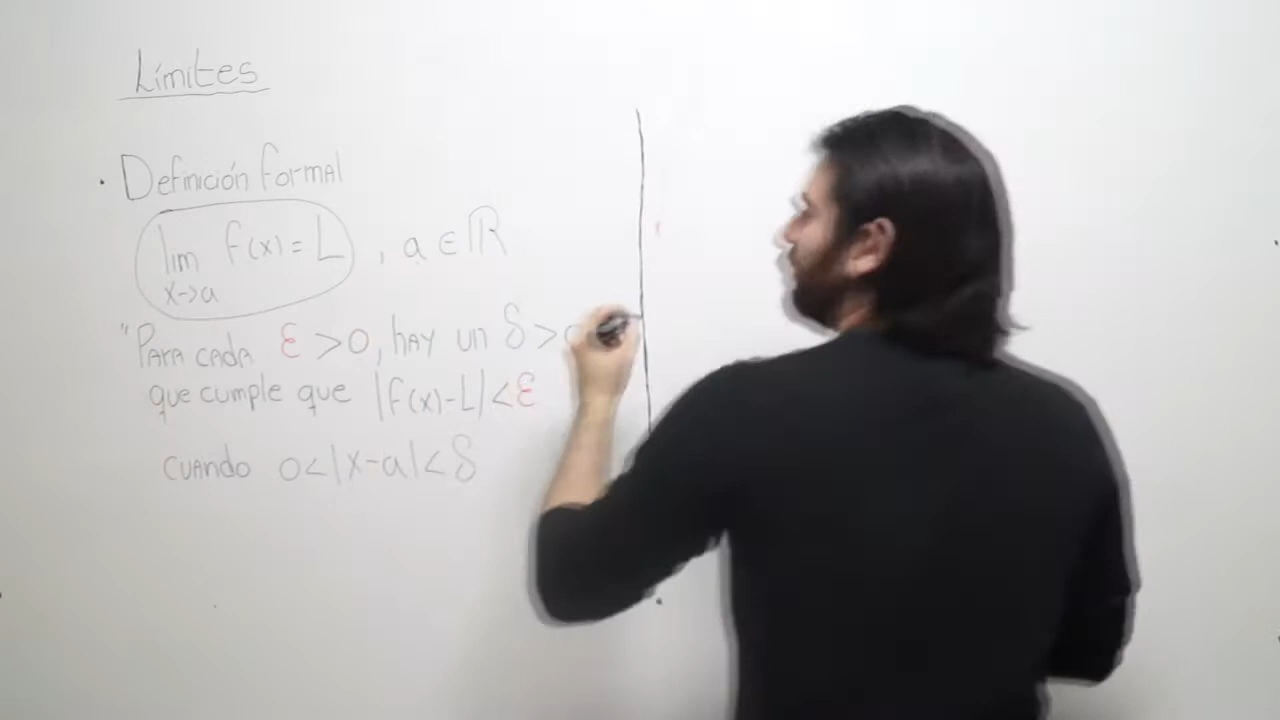 Límites
• Definición formal
lim f(x) = L , a ∈ ℝ
x→a
"Para cada ε > 0, hay un δ > 0
que cumple que |f(x)-L| < ε
cuando 0 < |x-a| < δ